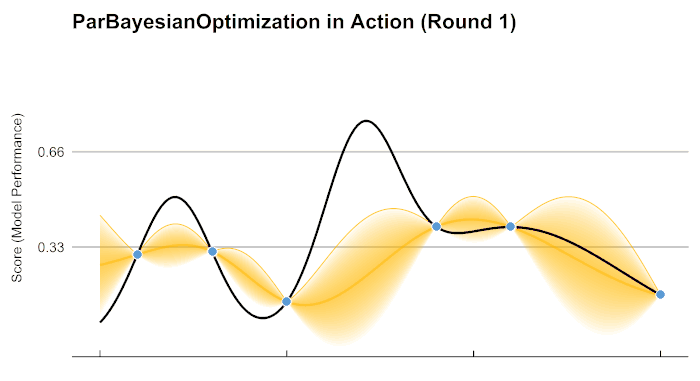 ParBayesianOptimization in Action (Round 1)
Score (Model Performance)
0.66
0.33